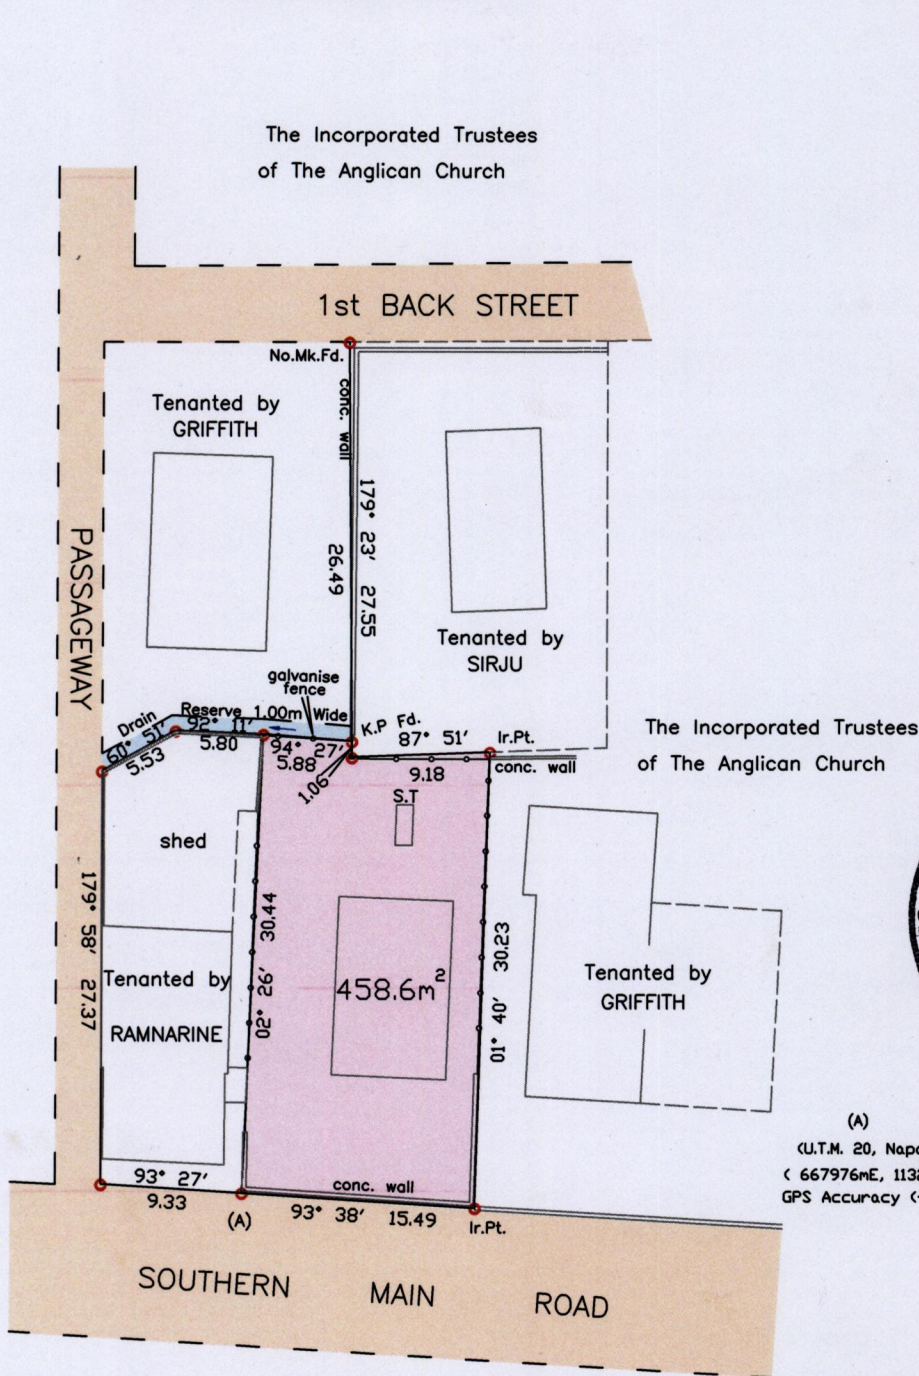 The Incorporated Trustees
of The Anglican Church
1st BACK STREET
No.Mk.Fd.
conc. wall
Tenanted by
GRIFFITH
179° 23' 27.55
26.49
PASSAGEWAY
Tenanted by
SIRJU
galvanise
fence
Drain Reserve 1.00m Wide
K.P Fd.
60° 51'
5.53
92° 11'
5.80
94° 27'
5.88
1.06
87° 51'
9.18
Ir.Pt.
conc. wall
The Incorporated Trustees
of The Anglican Church
S.T
shed
179° 58' 27.37
Tenanted by
RAMNARINE
02° 26' 30.44
458.6m²
01° 40' 30.23
Tenanted by
GRIFFITH
93° 27'
9.33
(A)
conc. wall
93° 38' 15.49
Ir.Pt.
(A)
(U.T.M. 20,
( 667976mE,
GPS Accuracy
SOUTHERN MAIN ROAD